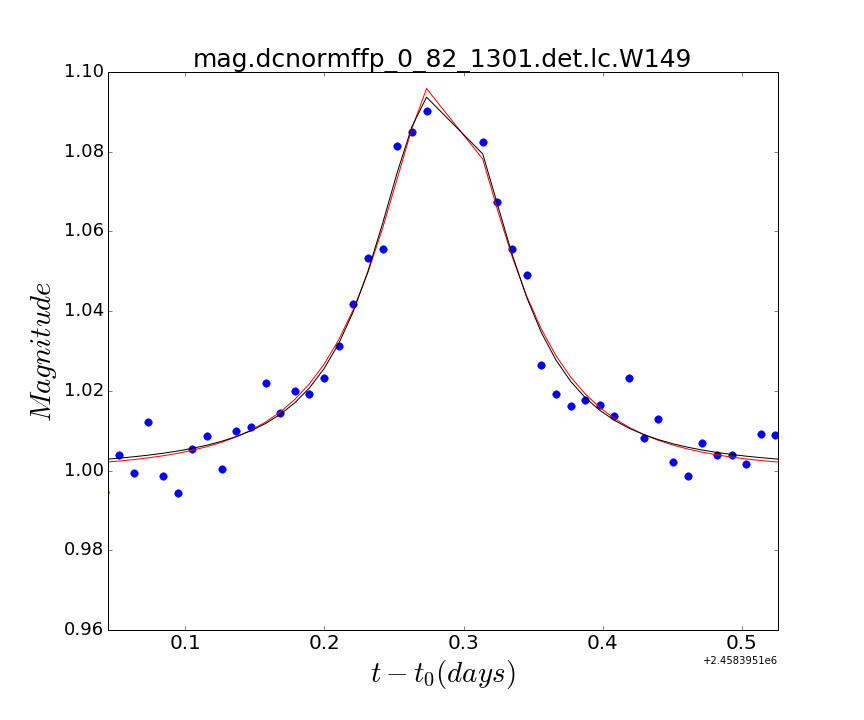 mag.dcnormffp_0_82_1301.det.lc.W149
1.10
1.08
1.06
1.04
1.02
1.00
0.98
0.96
Magnitude
0.1 0.2 0.3 0.4 0.5
+2.4583951e6
t − t₀(days)